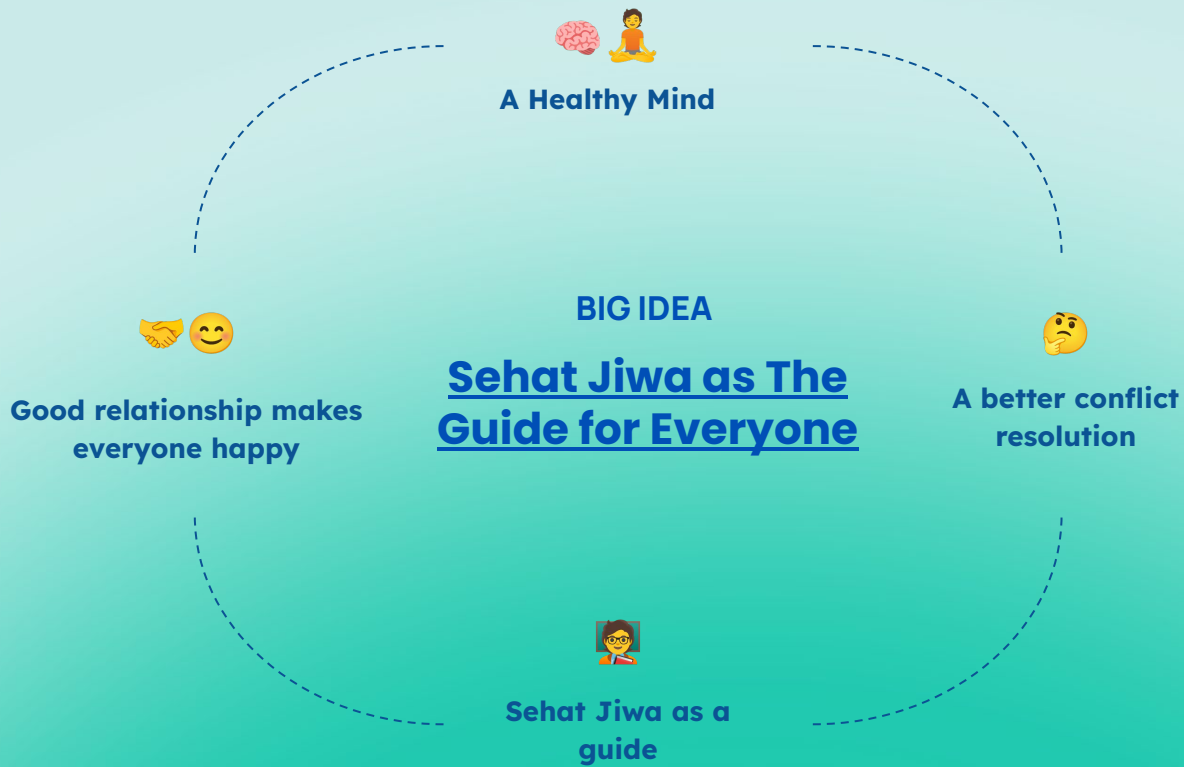 A Healthy Mind
BIG IDEA
Sehat Jiwa as The
Guide for Everyone
Good relationship makes
everyone happy
A better conflict
resolution
Sehat Jiwa as a
guide